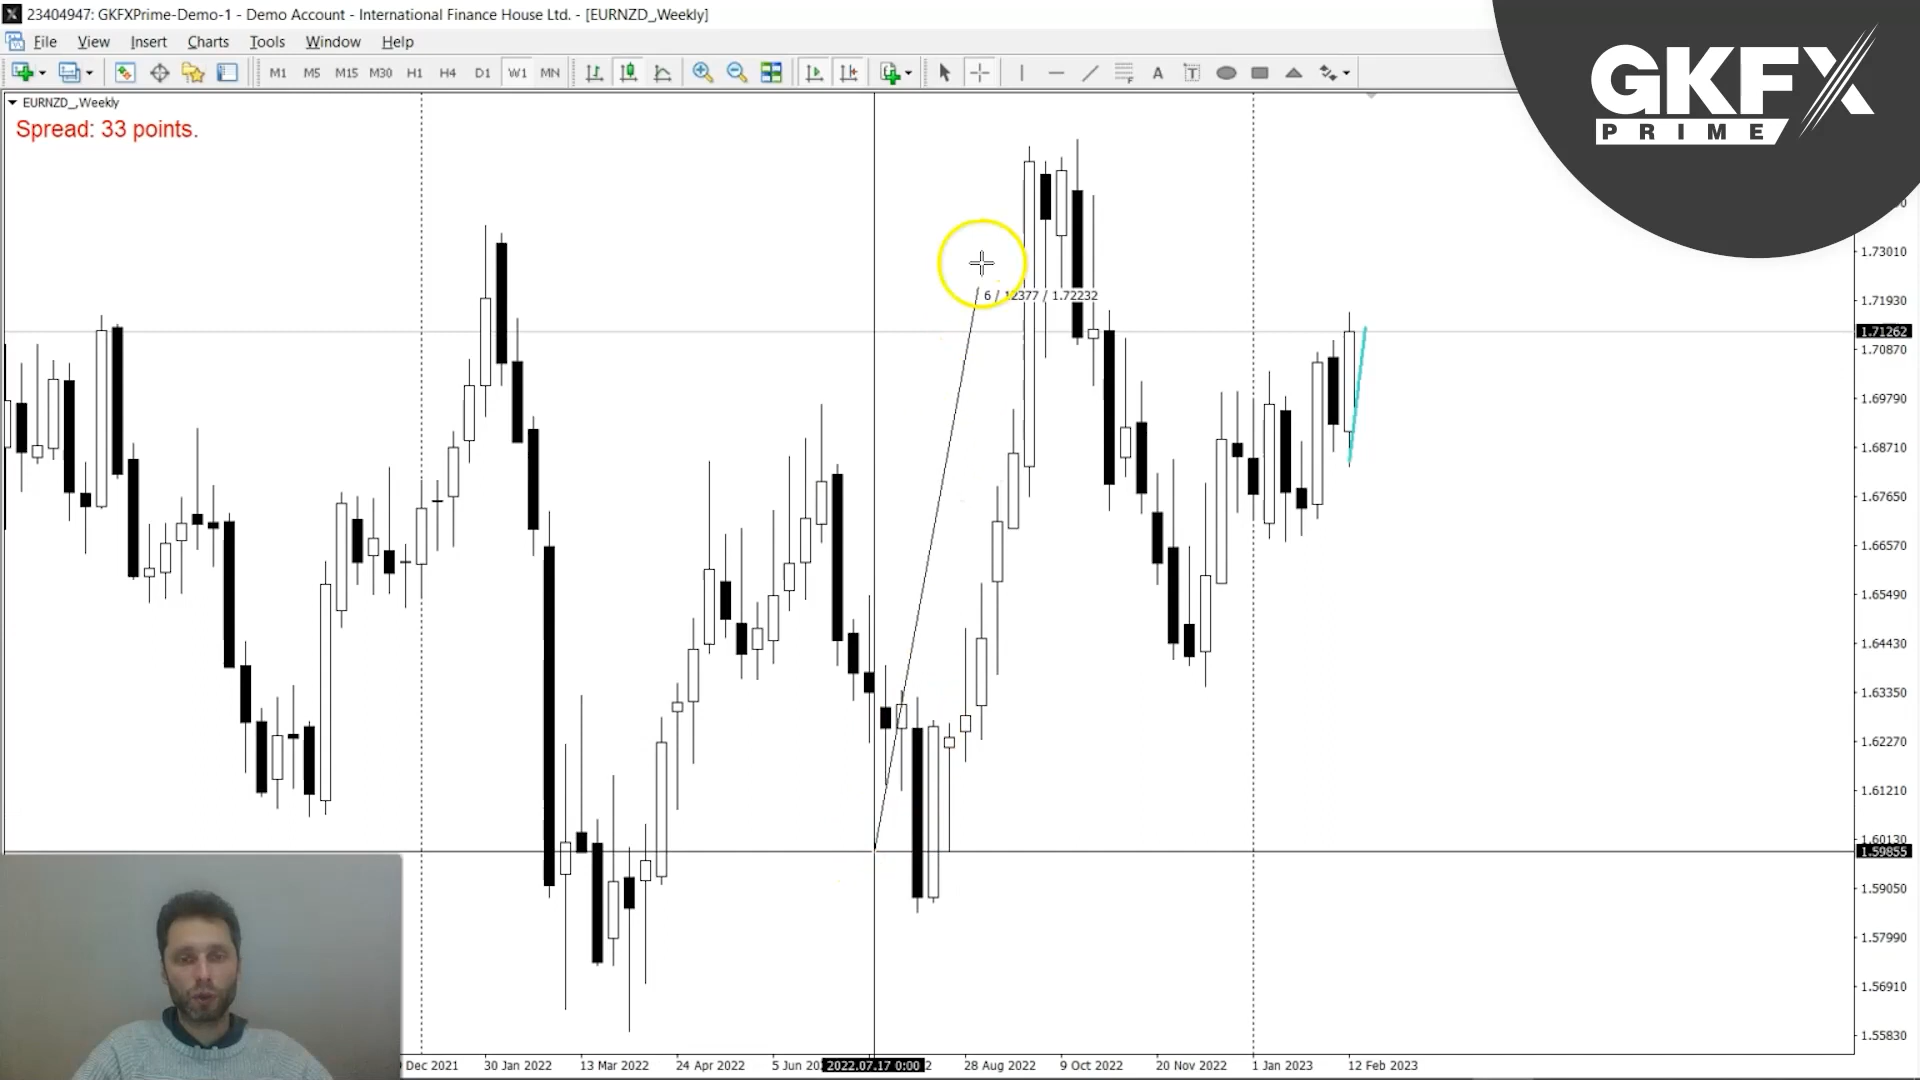 23404947: GKFXPrime-Demo-1 - Demo Account - International Finance House Ltd. - [EURNZD_,Weekly]
File View Insert Charts Tools Window Help
M1 M5 M15 M30 H1 H4 D1 W1 MN
A T F
EURNZD_,Weekly
Spread: 33 points.
GKFX
PRIME
6 / 12377 / 1.72232
1.73010
1.71930
1.71262
1.70870
1.69790
1.68710
1.67650
1.66570
1.65490
1.64430
1.63350
1.62270
1.61210
1.60130
1.59855
1.59050
1.57990
1.56910
1.55830
Dec 2021 30 Jan 2022 13 Mar 2022 24 Apr 2022 5 Jun 2022.07.17 0:00 2 28 Aug 2022 9 Oct 2022 20 Nov 2022 1 Jan 2023 12 Feb 2023